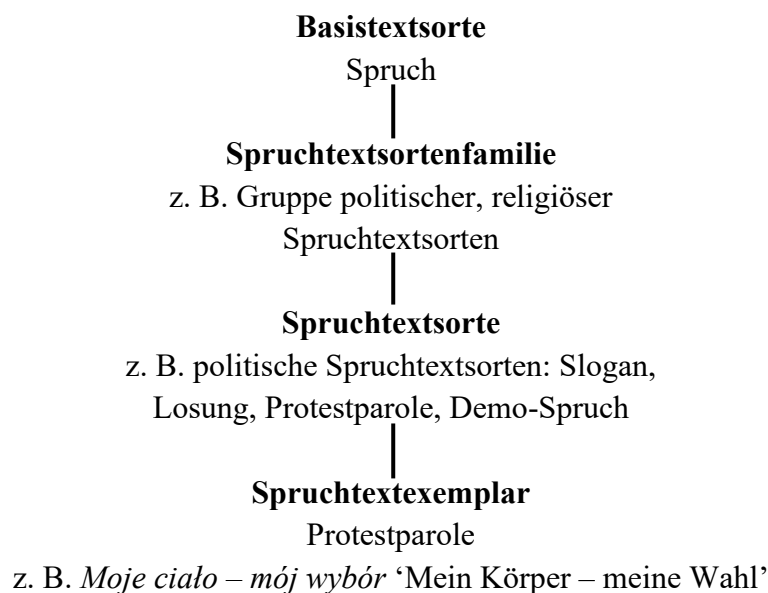 Basistextsorte
Spruch
Spruchtextsortenfamilie
z. B. Gruppe politischer, religiöser
Spruchtextsorten
Spruchtextsorte
z. B. politische Spruchtextsorten: Slogan,
Losung, Protestparole, Demo-Spruch
Spruchtextexemplar
Protestparole
z. B. Moje ciało – mój wybór ‘Mein Körper – meine Wahl’